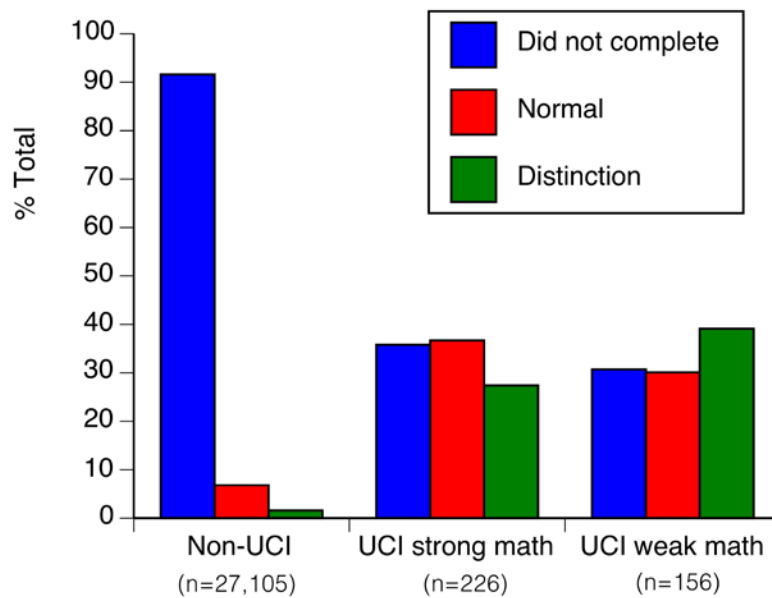 % Total
100
90
80
70
60
50
40
30
20
10
0
Did not complete
Normal
Distinction
Non-UCI
(n=27,105)
UCI strong math
(n=226)
UCI weak math
(n=156)